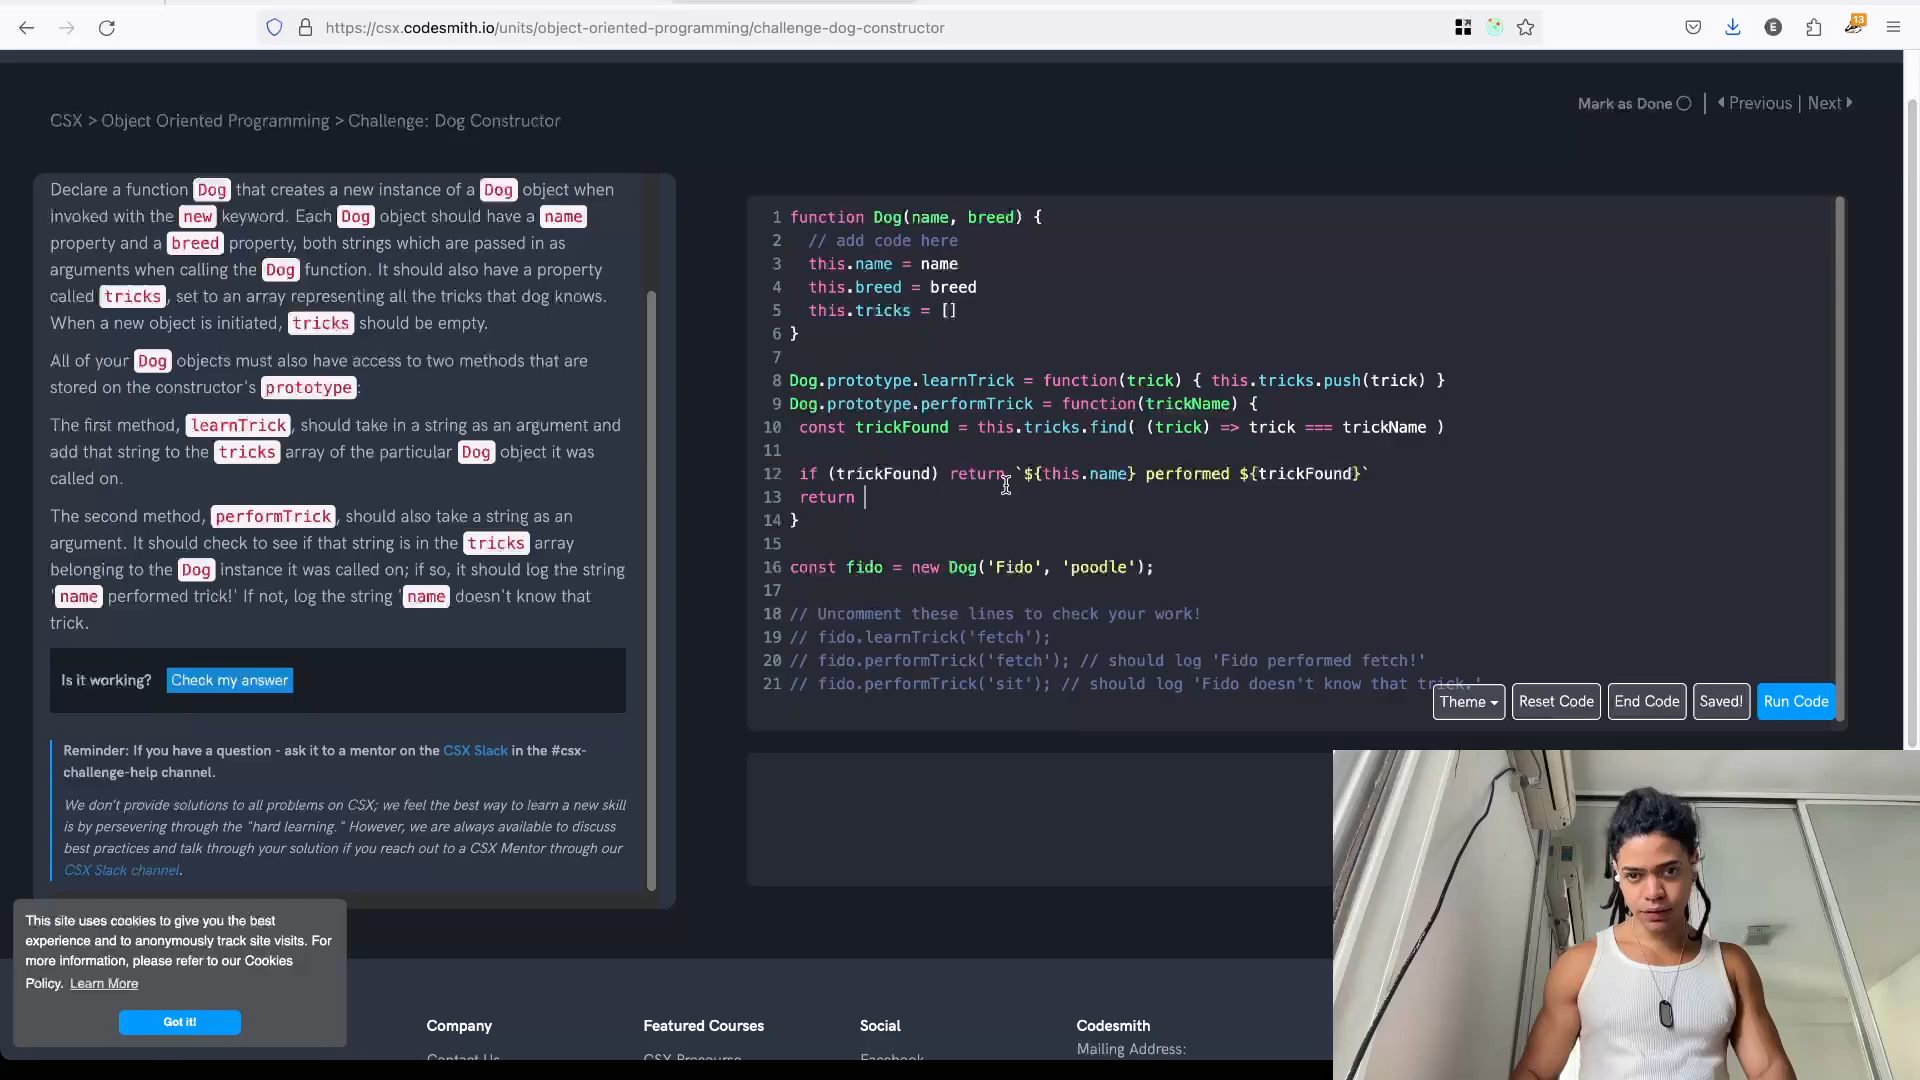 https://csx.codesmith.io/units/object-oriented-programming/challenge-dog-constructor
13
E
CSX > Object Oriented Programming > Challenge: Dog Constructor
Mark as Done
Previous | Next
Declare a function Dog that creates a new instance of a Dog object when
invoked with the new keyword. Each Dog object should have a name
property and a breed property, both strings which are passed in as
arguments when calling the Dog function. It should also have a property
called tricks, set to an array representing all the tricks that dog knows.
When a new object is initiated, tricks should be empty.
All of your Dog objects must also have access to two methods that are
stored on the constructor's prototype:
The first method, learnTrick, should take in a string as an argument and
add that string to the tricks array of the particular Dog object it was
called on.
The second method, performTrick, should also take a string as an
argument. It should check to see if that string is in the tricks array
belonging to the Dog instance it was called on; if so, it should log the string
'name performed trick!' If not, log the string 'name doesn't know that
trick.
Is it working? Check my answer
Reminder: If you have a question - ask it to a mentor on the CSX Slack in the #csx-
challenge-help channel.
We don't provide solutions to all problems on CSX; we feel the best way to learn a new skill
is by persevering through the "hard learning." However, we are always available to discuss
best practices and talk through your solution if you reach out to a CSX Mentor through our
CSX Slack channel.
1 function Dog(name, breed) {
2 // add code here
3 this.name = name
4 this.breed = breed
5 this.tricks = []
6 }
7
8 Dog.prototype.learnTrick = function(trick) { this.tricks.push(trick) }
9 Dog.prototype.performTrick = function(trickName) {
10 const trickFound = this.tricks.find( (trick) => trick === trickName )
11
12 if (trickFound) return `${this.name} performed ${trickFound}`
13 return
14 }
15
16 const fido = new Dog('Fido', 'poodle');
17
18 // Uncomment these lines to check your work!
19 // fido.learnTrick('fetch');
20 // fido.performTrick('fetch'); // should log 'Fido performed fetch!'
21 // fido.performTrick('sit'); // should log 'Fido doesn't know that trick.'
Theme
Reset Code
End Code
Saved!
Run Code
This site uses cookies to give you the best
experience and to anonymously track site visits. For
more information, please refer to our Cookies
Policy. Learn More
Got it!
Company
Featured Courses
Social
Codesmith
Contact Us
CSX Precourse
Facebook
Mailing Address: